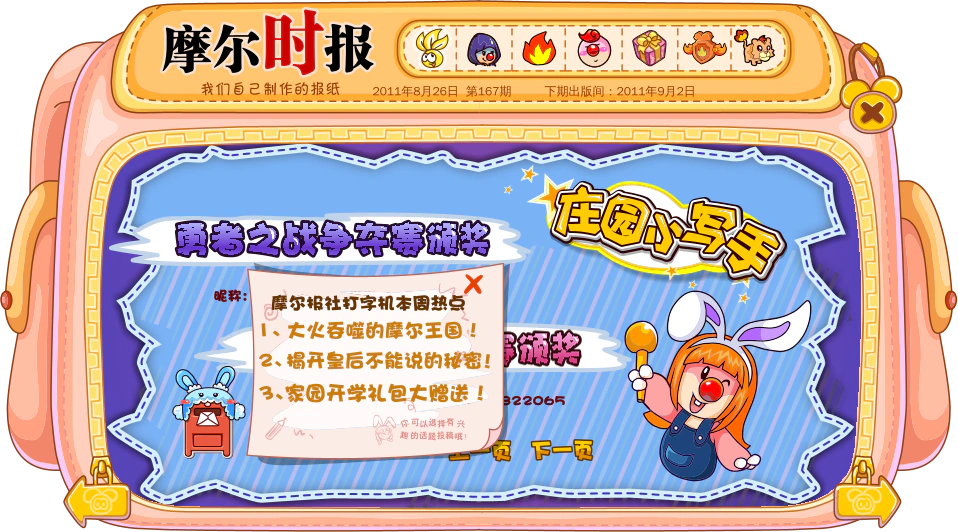 摩尔时报
我们自己制作的报纸
2011年8月26日 第167期 下期出版间：2011年9月2日
庄园小写手
勇者之战争夺赛颁奖
昵称：
摩尔报社打字机本周热点
1、大火吞噬的摩尔王国！
2、揭开皇后不能说的秘密！
3、家园开学礼包大赠送！
你可以选择有兴
趣的话题投稿哦！
赛颁奖
322065
上一页 下一页